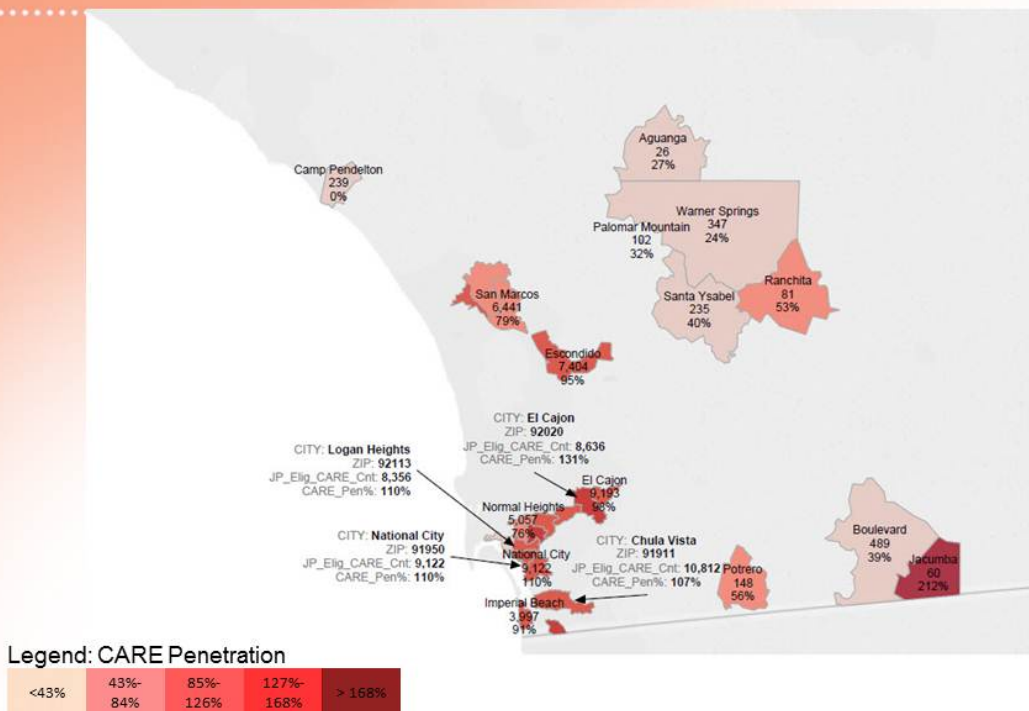 Aguanga
26
27%
Camp Pendelton
239
0%
Warner Springs
347
24%
Palomar Mountain
102
32%
Ranchita
81
53%
San Marcos
6,441
79%
Santa Ysabel
235
40%
Escondido
7,404
95%
CITY: El Cajon
ZIP: 92020
JP_Elig_CARE_Cnt: 8,636
CARE_Pen%: 131%
CITY: Logan Heights
ZIP: 92113
JP_Elig_CARE_Cnt: 8,356
CARE_Pen%: 110%
El Cajon
9,193
98%
Normal Heights
5,057
76%
CITY: National City
ZIP: 91950
JP_Elig_CARE_Cnt: 9,122
CARE_Pen%: 110%
National City
9,122
110%
CITY: Chula Vista
ZIP: 91911
JP_Elig_CARE_Cnt: 10,812
CARE_Pen%: 107%
Potrero
148
56%
Boulevard
489
39%
Jacumba
60
212%
Imperial Beach
3,997
91%
Legend: CARE Penetration
<43%
43%-
84%
85%-
126%
127%-
168%
> 168%